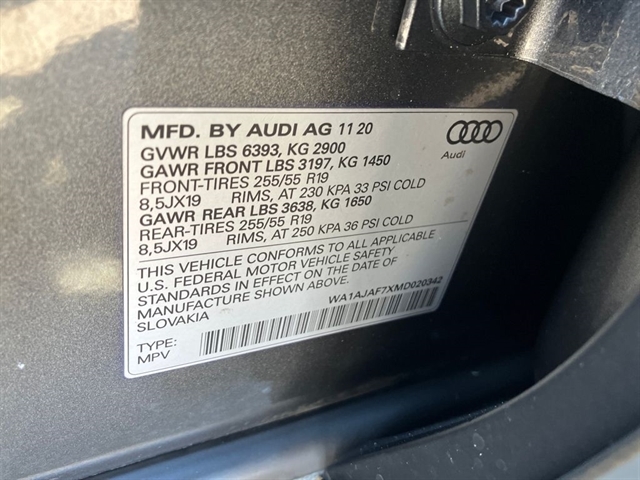 MFD. BY AUDI AG 11 20
GVWR LBS 6393, KG 2900
GAWR FRONT LBS 3197, KG 1450
FRONT-TIRES 255/55 R19
8,5JX19 RIMS, AT 230 KPA 33 PSI COLD
GAWR REAR LBS 3638, KG 1650
REAR-TIRES 255/55 R19
8,5JX19 RIMS, AT 250 KPA 36 PSI COLD
Audi
THIS VEHICLE CONFORMS TO ALL APPLICABLE
U.S. FEDERAL MOTOR VEHICLE SAFETY
STANDARDS IN EFFECT ON THE DATE OF
MANUFACTURE SHOWN ABOVE.
SLOVAKIA
WA1AJAF7XMD020342
TYPE:
MPV